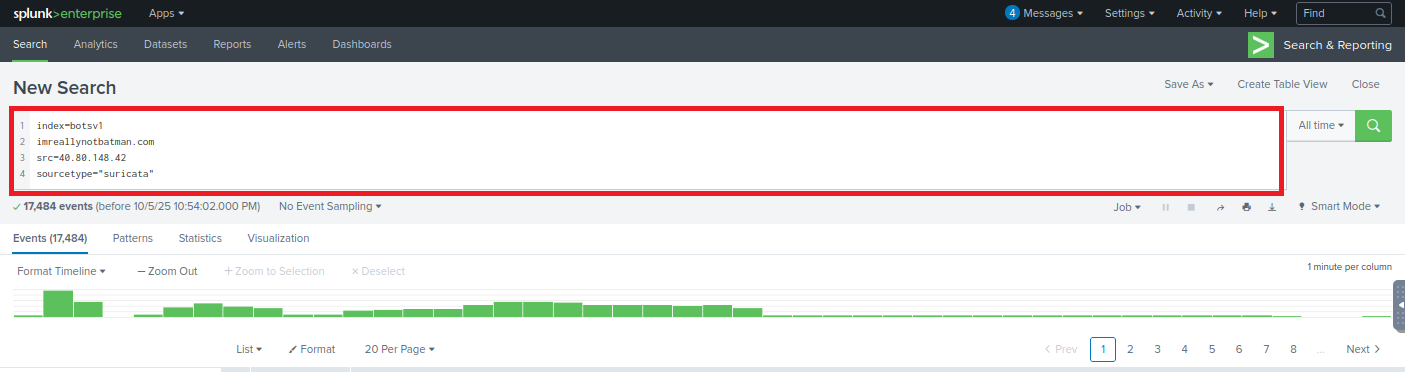 splunk>enterprise Apps 4 Messages Settings Activity Help Find
Search Analytics Datasets Reports Alerts Dashboards > Search & Reporting
New Search Save As Create Table View Close
1 index=botsv1
2 imreallynotbatman.com
3 src=40.80.148.42
4 sourcetype="suricata"
All time
17,484 events (before 10/5/25 10:54:02.000 PM) No Event Sampling Job Smart Mode
Events (17,484) Patterns Statistics Visualization
Format Timeline — Zoom Out + Zoom to Selection × Deselect 1 minute per column
List Format 20 Per Page < Prev 1 2 3 4 5 6 7 8 ... Next >